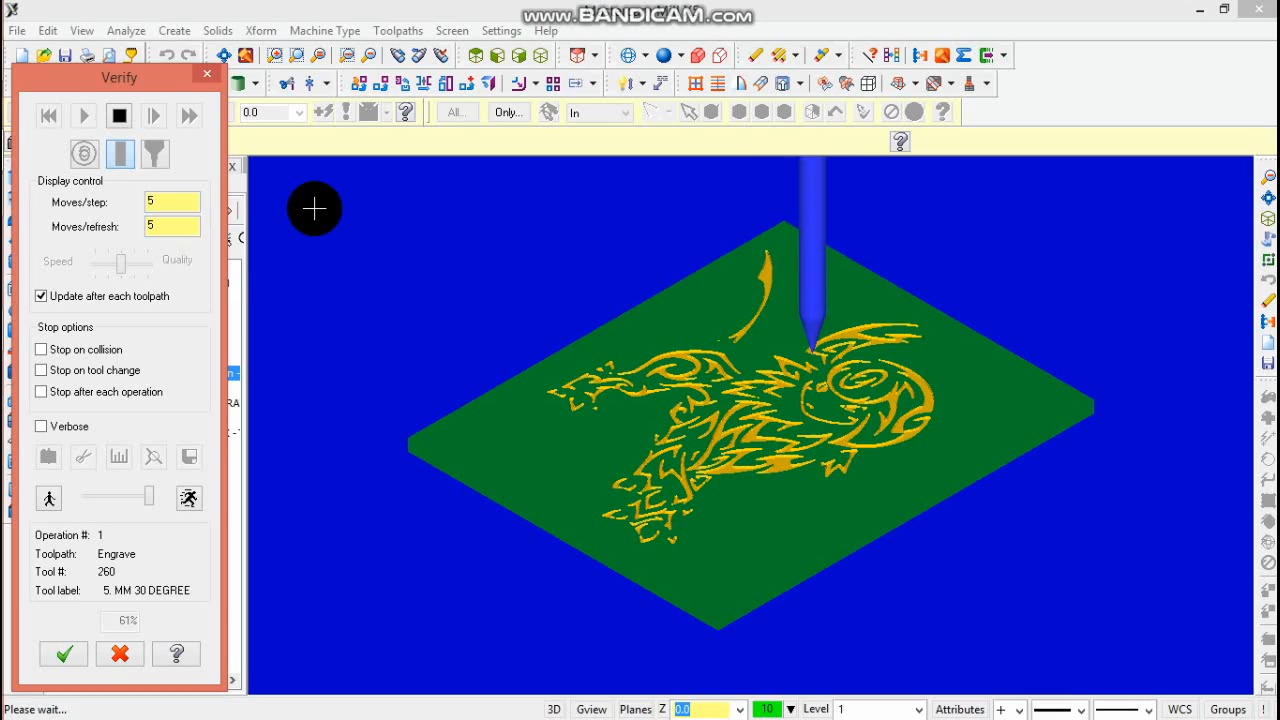 www.BANDICAM.com
File Edit View Analyze Create Solids Xform Machine Type Toolpaths Screen Settings Help
Verify
0.0 All... Only... In
Display control
Moves/step: 5
Moves/refresh: 5
Speed Quality
Update after each toolpath
Stop options
Stop on collision
Stop on tool change
Stop after each operation
Verbose
Operation #: 1
Toolpath: Engrave
Tool #: 260
Tool label: 5. MM 30 DEGREE
61%
Please wait... 3D Gview Planes Z 0.0 10 Level 1 Attributes WCS Groups